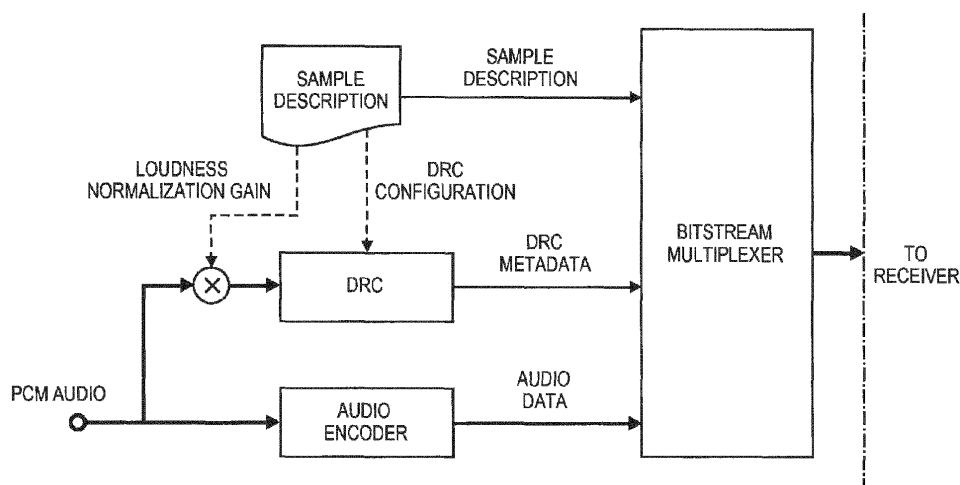 SAMPLE
DESCRIPTION
SAMPLE
DESCRIPTION
LOUDNESS
NORMALIZATION GAIN
DRC
CONFIGURATION
DRC
DRC
METADATA
BITSTREAM
MULTIPLEXER
TO
RECEIVER
PCM AUDIO
AUDIO
ENCODER
AUDIO
DATA